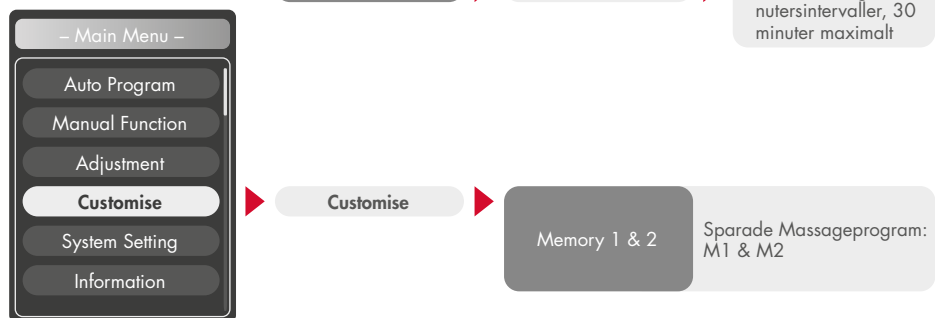 nutersintervaller, 30
minuter maximalt
– Main Menu –
Auto Program
Manual Function
Adjustment
Customise
System Setting
Information
Customise
Memory 1 & 2
Sparade Massageprogram:
M1 & M2